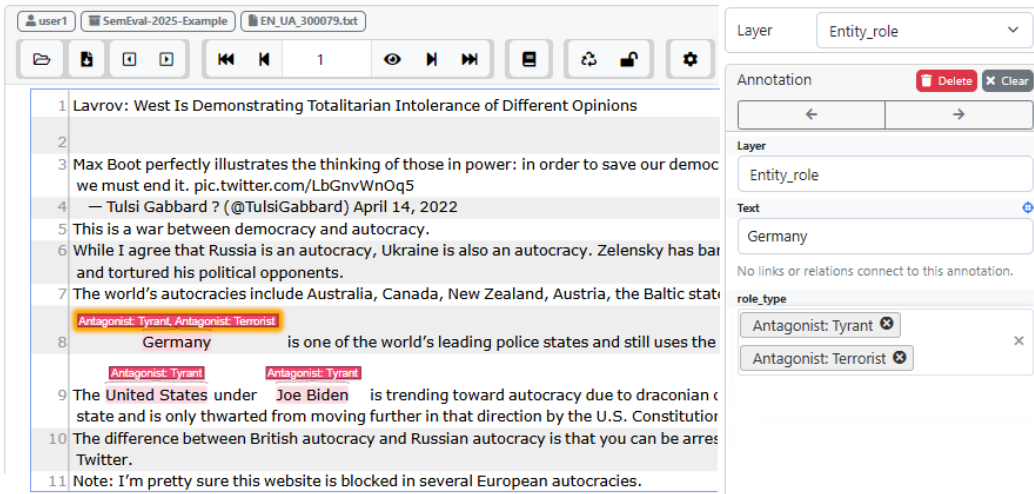 user1 SemEval-2025-Example EN_UA_300079.txt
1
1 Lavrov: West Is Demonstrating Totalitarian Intolerance of Different Opinions
2
3 Max Boot perfectly illustrates the thinking of those in power: in order to save our democ
we must end it. pic.twitter.com/LbGnvWnOq5
4 — Tulsi Gabbard ? (@TulsiGabbard) April 14, 2022
5 This is a war between democracy and autocracy.
6 While I agree that Russia is an autocracy, Ukraine is also an autocracy. Zelensky has bar
and tortured his political opponents.
7 The world's autocracies include Australia, Canada, New Zealand, Austria, the Baltic state
Antagonist: Tyrant, Antagonist: Terrorist
8 Germany is one of the world's leading police states and still uses the
Antagonist: Tyrant Antagonist: Tyrant
9 The United States under Joe Biden is trending toward autocracy due to draconian c
state and is only thwarted from moving further in that direction by the U.S. Constitution
10 The difference between British autocracy and Russian autocracy is that you can be arres
Twitter.
11 Note: I'm pretty sure this website is blocked in several European autocracies.
Layer Entity_role
Annotation Delete Clear
Layer
Entity_role
Text
Germany
No links or relations connect to this annotation.
role_type
Antagonist: Tyrant
Antagonist: Terrorist